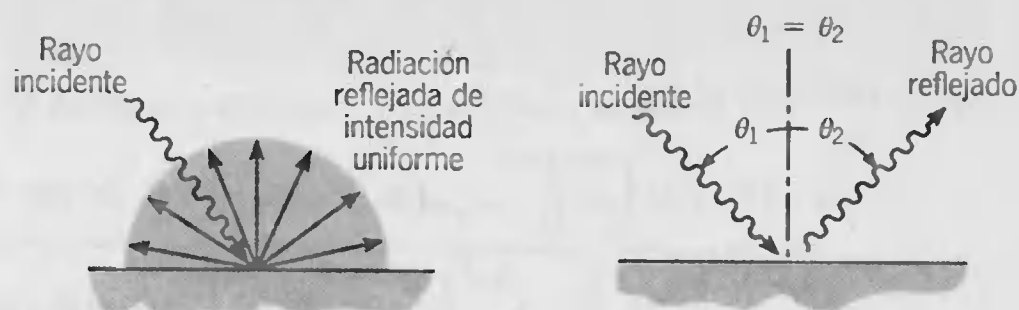 Rayo
incidente
Radiación
reflejada de
intensidad
uniforme
θ₁ = θ₂
Rayo
incidente
Rayo
reflejado
θ₁
θ₂